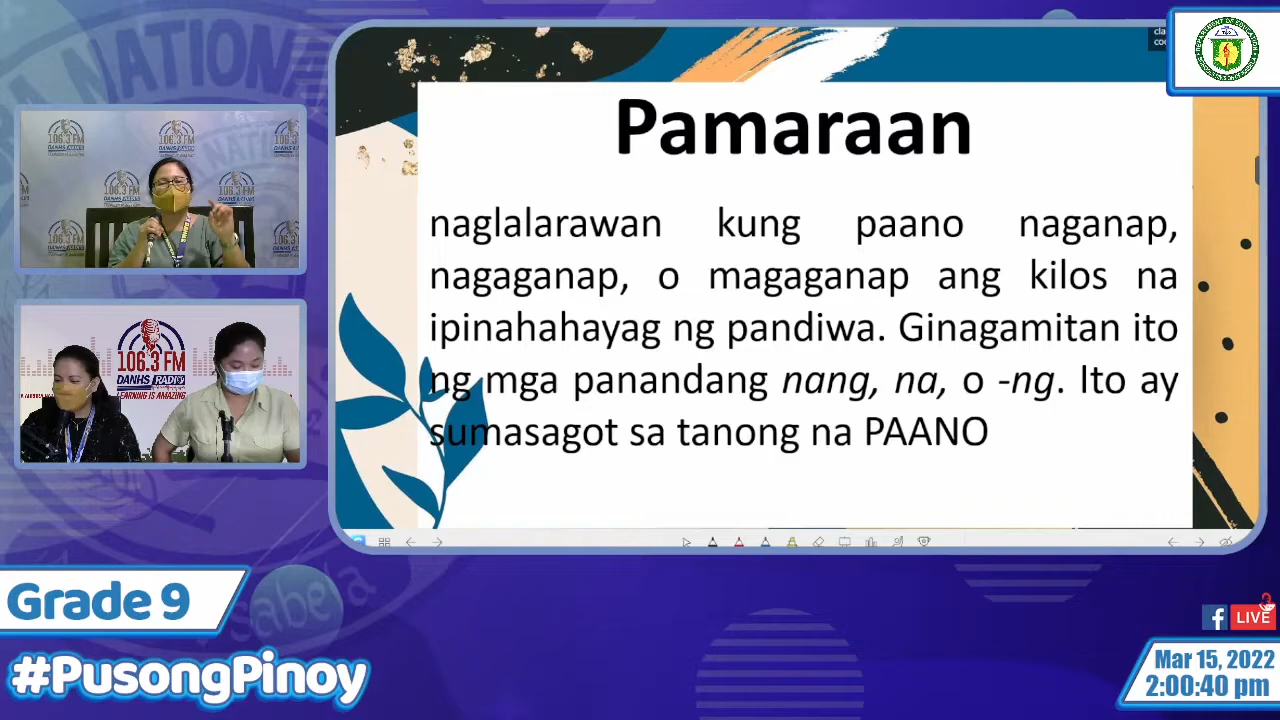 Pamaraan
naglalarawan kung paano naganap,
nagaganap, o magaganap ang kilos na
ipinahahayag ng pandiwa. Ginagamitan ito
ng mga panandang nang, na, o -ng. Ito ay
sumasagot sa tanong na PAANO
106.3 FM
DANHS RADIO
LEARNING IS AMAZING
Grade 9
#PusongPinoy
LIVE
Mar 15, 2022
2:00:40 pm